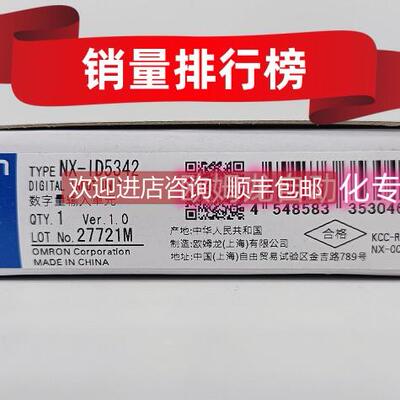 销量排行榜
TYPE NX-ID5342
DIGITAL
数字量输入单元
欢迎进店咨询 顺丰包邮
化专
QTY. 1 Ver.1.0
4 548583 35304
LOT No. 27721M
OMRON Corporation
MADE IN CHINA
产地:中华人民共和国
制造:欧姆龙(上海)有限公司
地址:中国(上海)自由贸易试验区金吉路789号
合格
KCC-R
NX-OC